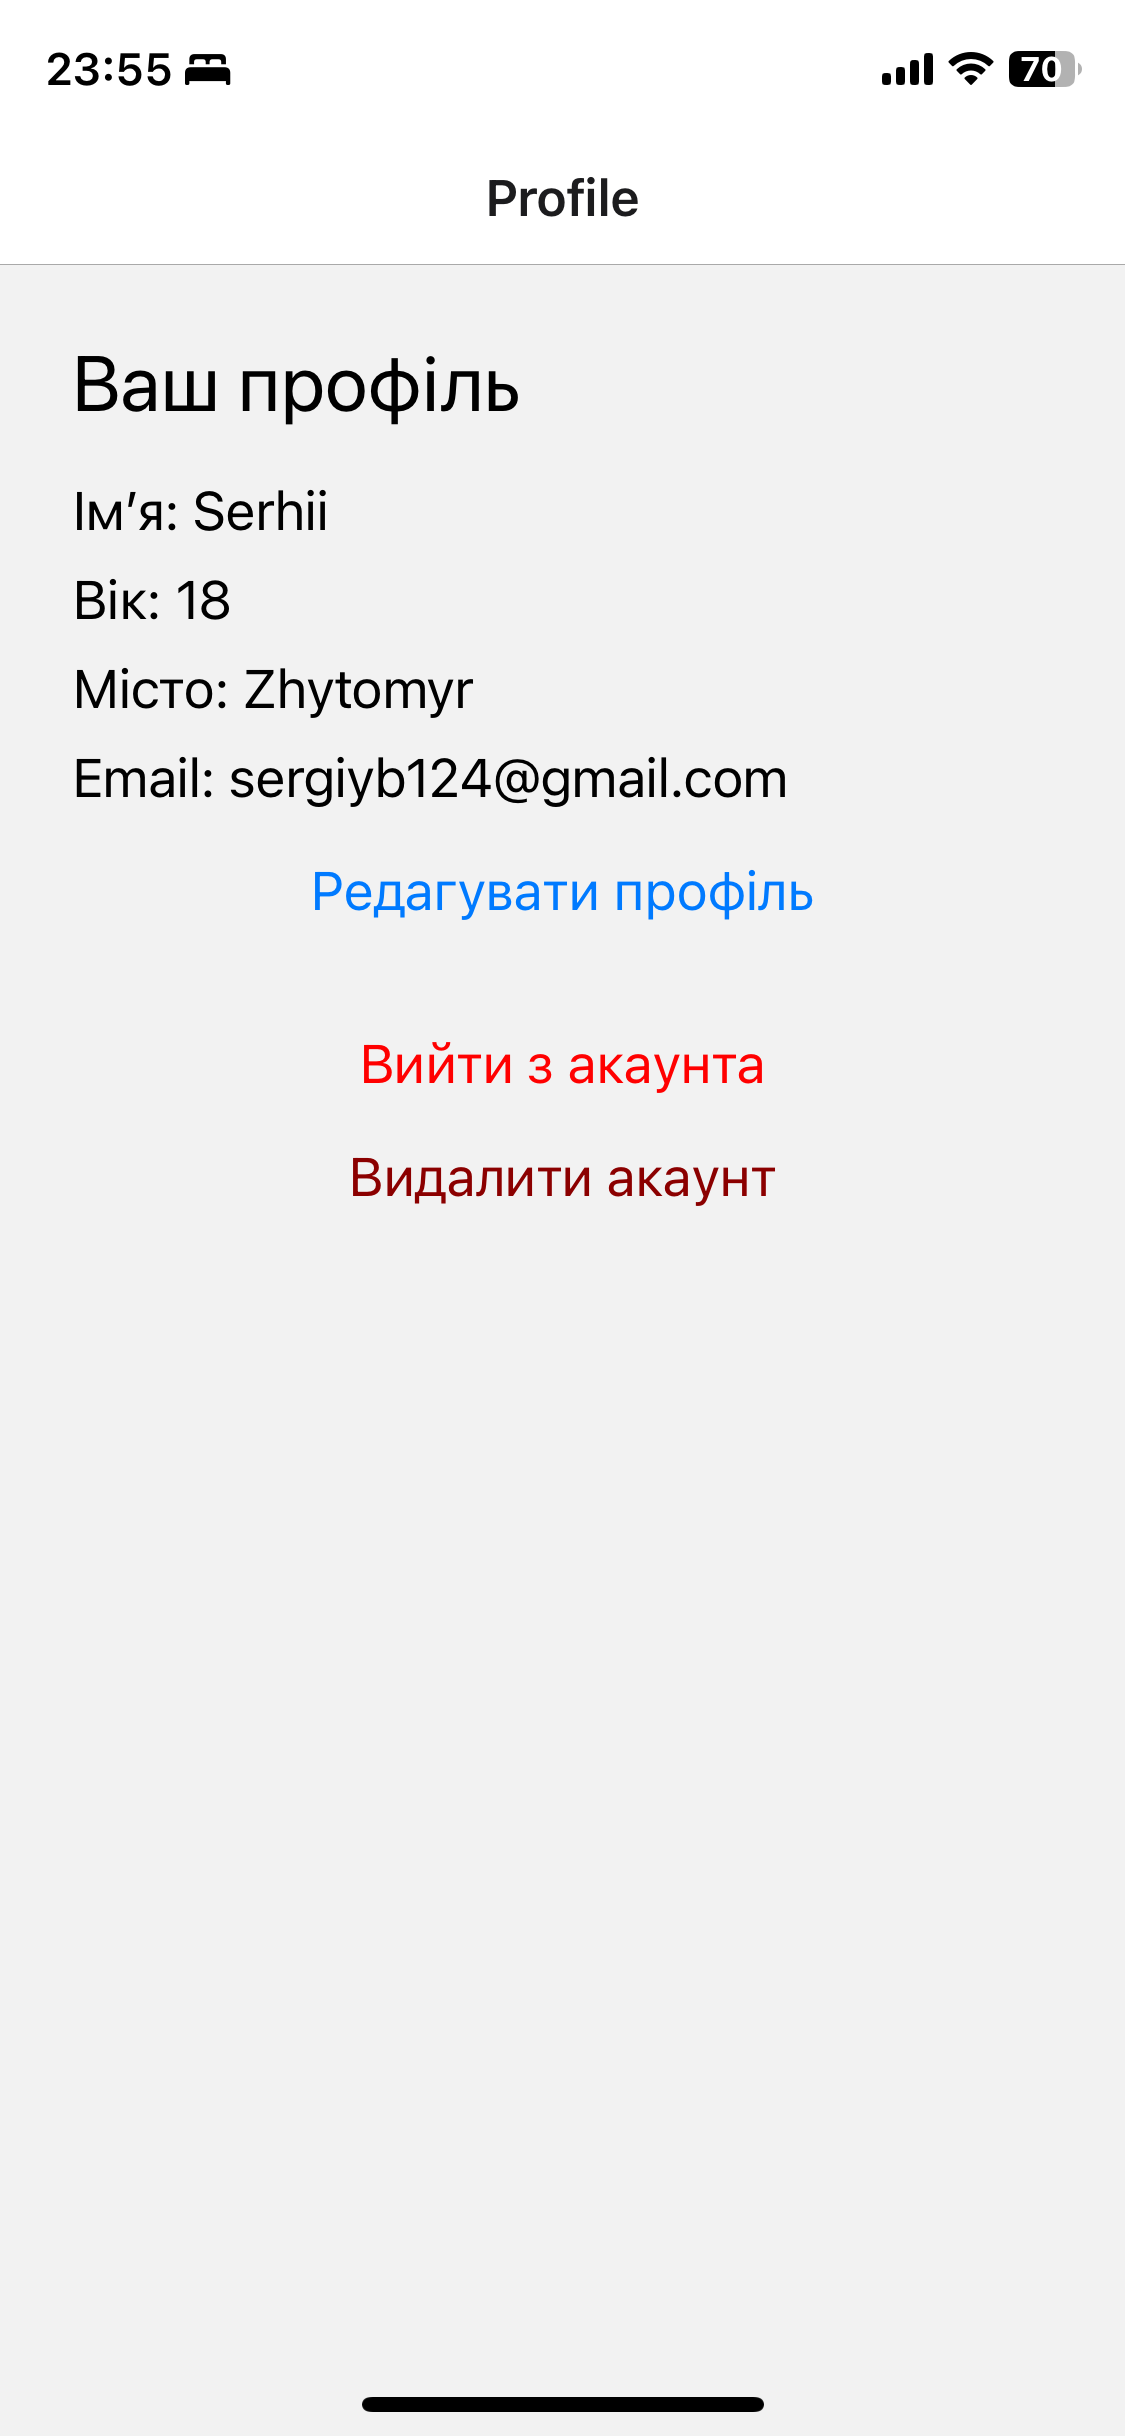 23:55
70
Profile
Ваш профіль
Ім’я: Serhii
Вік: 18
Місто: Zhytomyr
Email: sergiyb124@gmail.com
Редагувати профіль
Вийти з акаунта
Видалити акаунт